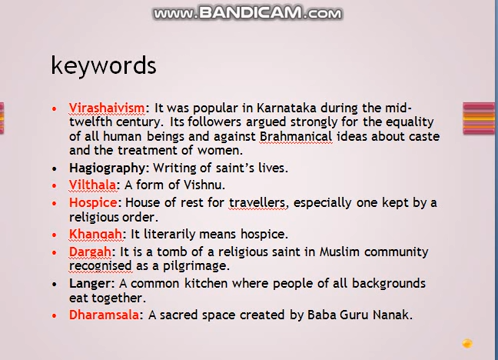 www.BANDICAM.com
keywords
• Virashaivism: It was popular in Karnataka during the mid-
twelfth century. Its followers argued strongly for the equality
of all human beings and against Brahmanical ideas about caste
and the treatment of women.
• Hagiography: Writing of saint's lives.
• Vilthala: A form of Vishnu.
• Hospice: House of rest for travellers, especially one kept by a
religious order.
• Khanqah: It literarily means hospice.
• Dargah: It is a tomb of a religious saint in Muslim community
recognised as a pilgrimage.
• Langer: A common kitchen where people of all backgrounds
eat together.
• Dharamsala: A sacred space created by Baba Guru Nanak.